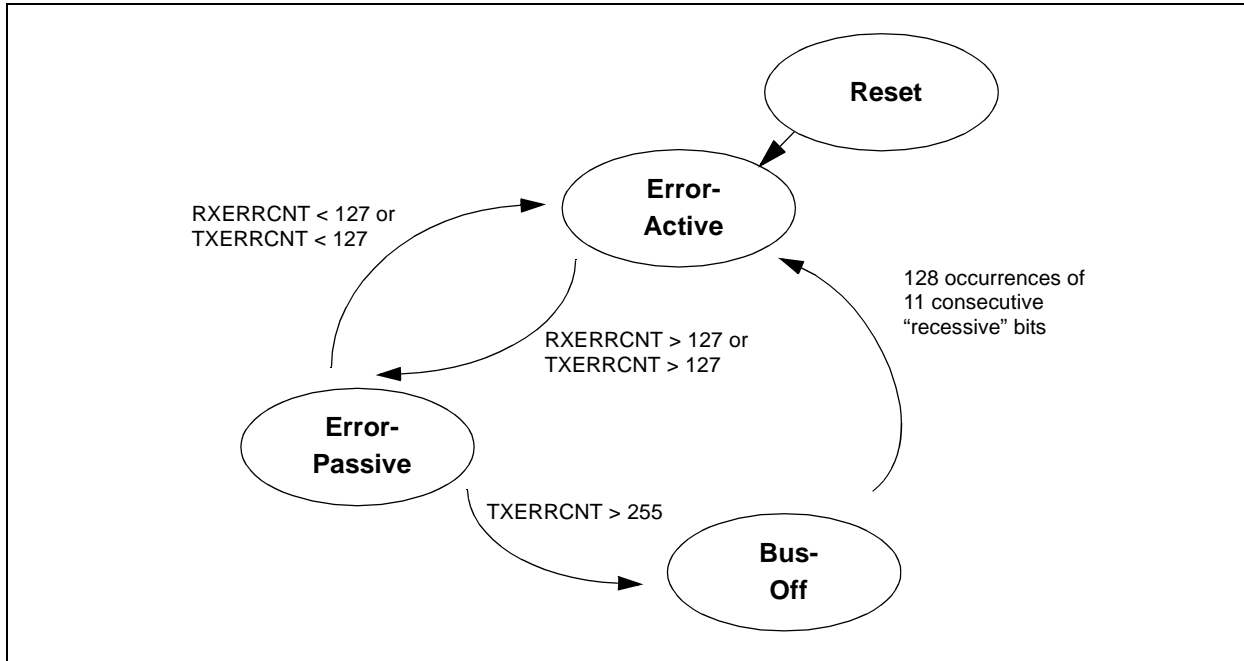 Reset
Error-
Active
RXERRCNT < 127 or
TXERRCNT < 127
128 occurrences of
11 consecutive
“recessive” bits
RXERRCNT > 127 or
TXERRCNT > 127
Error-
Passive
TXERRCNT > 255
Bus-
Off